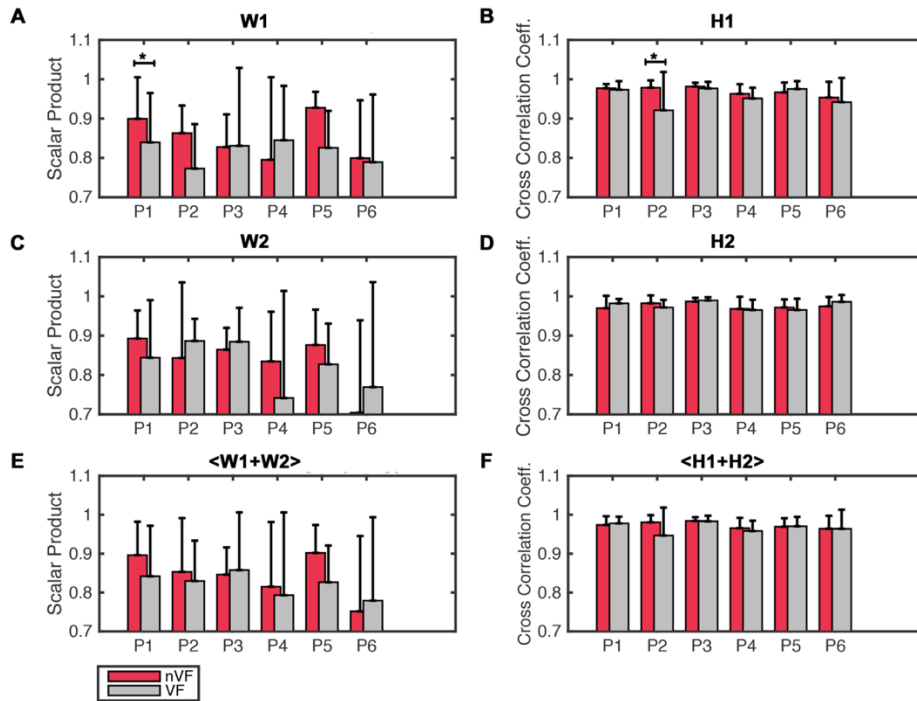 A
W1
Scalar Product
1.1
1
0.9
0.8
0.7
*
P1 P2 P3 P4 P5 P6
B
H1
Cross Correlation Coeff.
1.1
1
0.9
0.8
0.7
*
P1 P2 P3 P4 P5 P6
C
W2
Scalar Product
1.1
1
0.9
0.8
0.7
P1 P2 P3 P4 P5 P6
D
H2
Cross Correlation Coeff.
1.1
1
0.9
0.8
0.7
P1 P2 P3 P4 P5 P6
E
<W1+W2>
Scalar Product
1.1
1
0.9
0.8
0.7
P1 P2 P3 P4 P5 P6
F
<H1+H2>
Cross Correlation Coeff.
1.1
1
0.9
0.8
0.7
P1 P2 P3 P4 P5 P6
nVF
VF